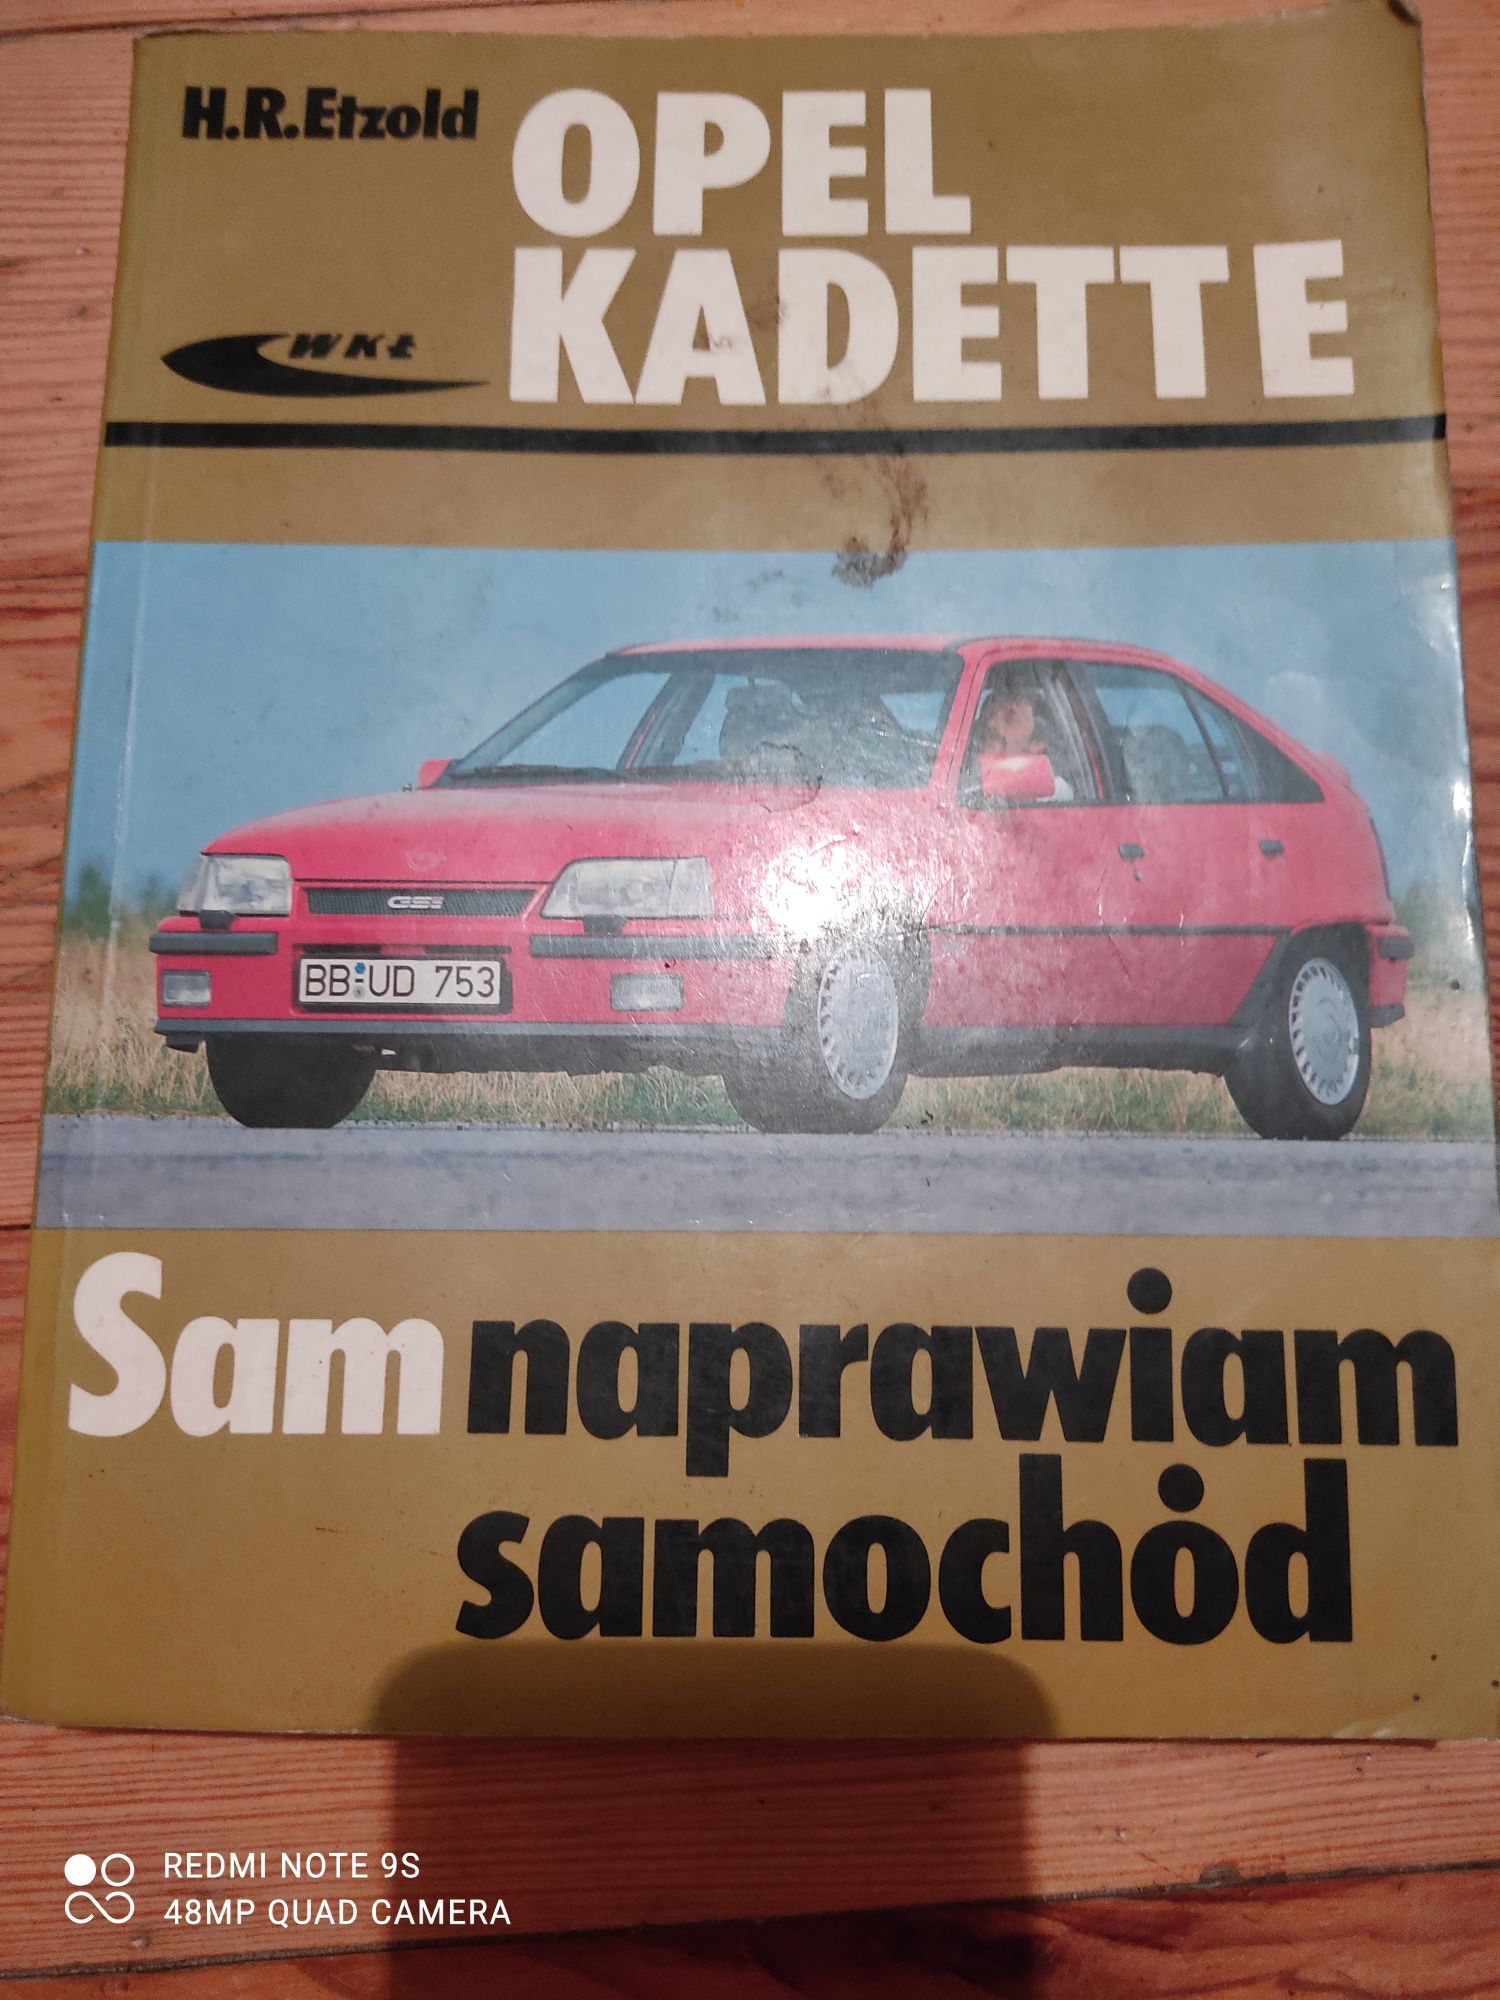 H.R.Etzold
OPEL
KADETT E
WKŁ
GSi
BB-UD 753
Sam naprawiam
samochód
REDMI NOTE 9S
48MP QUAD CAMERA